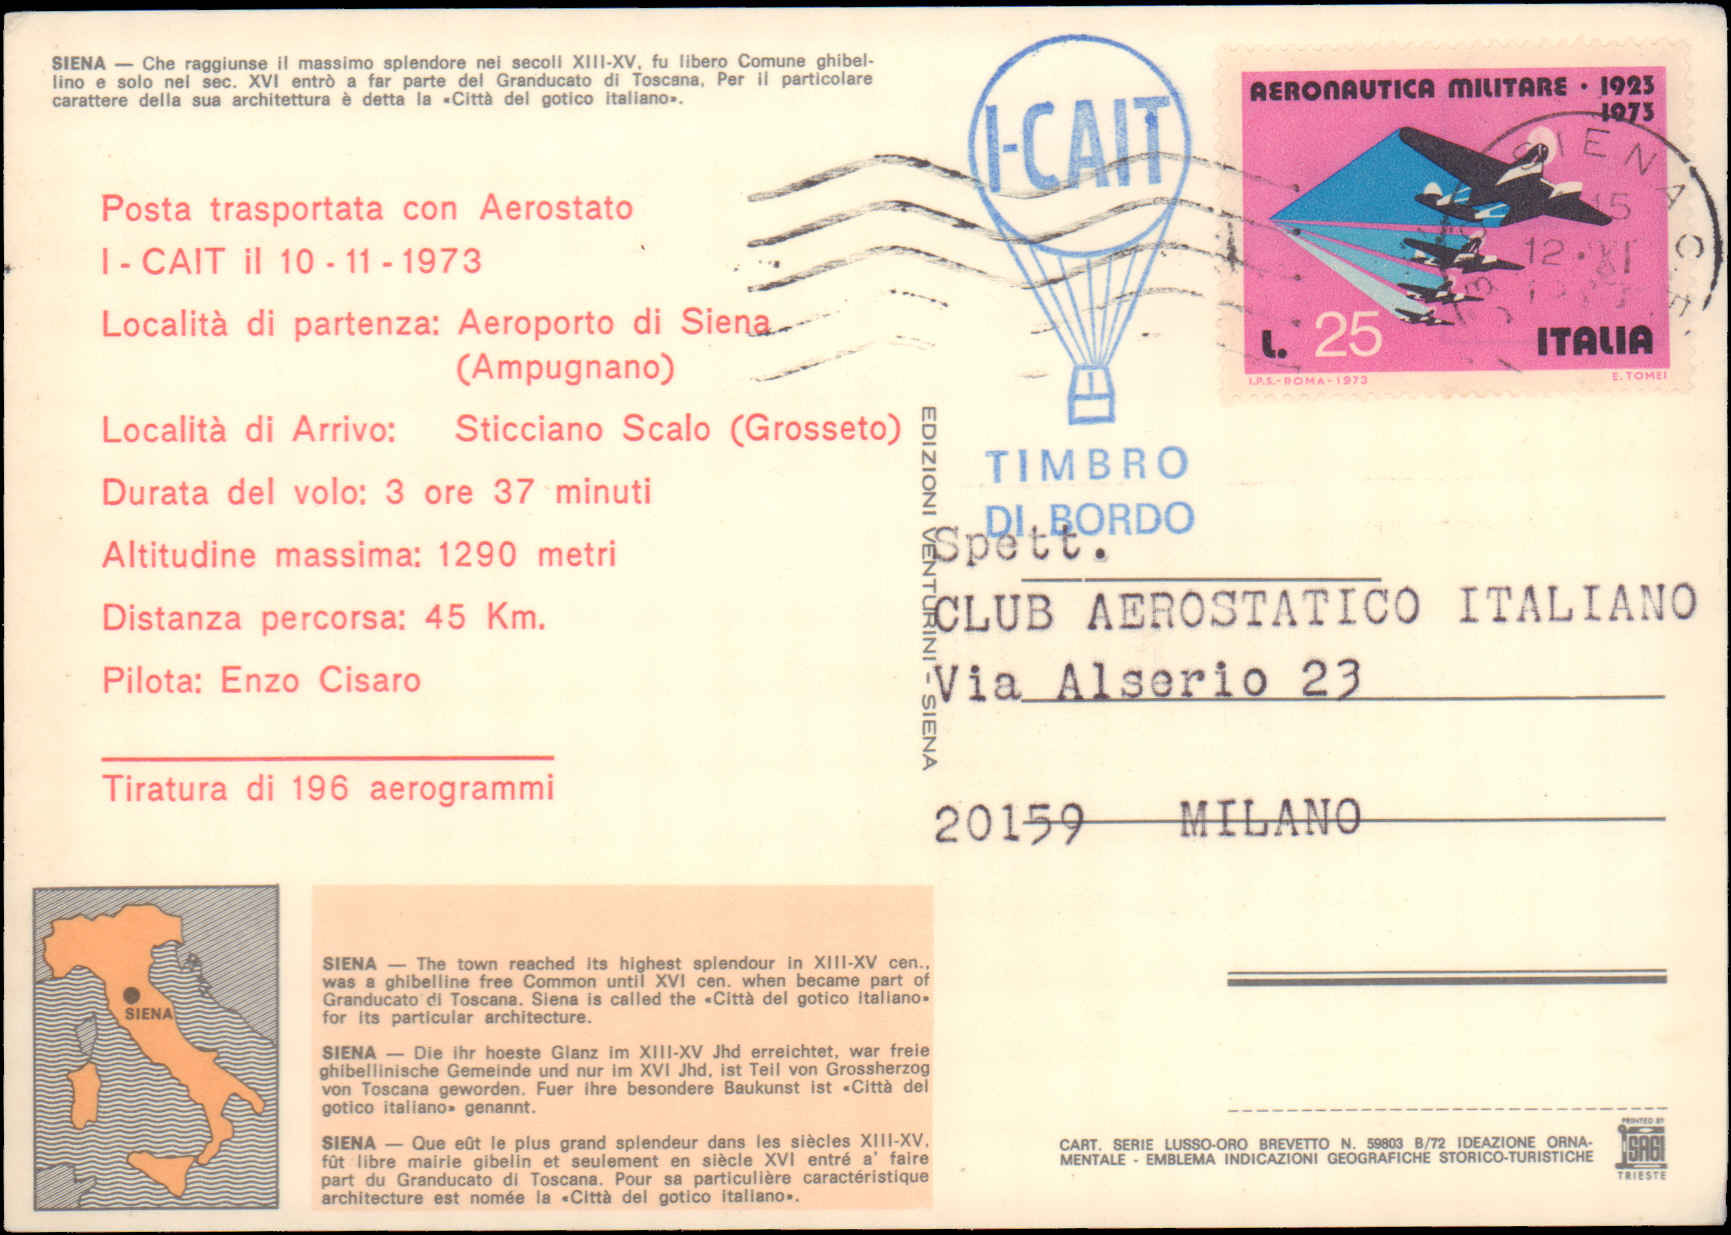 SIENA — Che raggiunse il massimo splendore nei secoli XIII-XV, fu libero Comune ghibel-
lino e solo nel sec. XVI entrò a far parte del Granducato di Toscana. Per il particolare
carattere della sua architettura è detta la «Città del gotico italiano».
Posta trasportata con Aerostato
I - CAIT il 10 - 11 - 1973
Località di partenza: Aeroporto di Siena
(Ampugnano)
Località di Arrivo: Sticciano Scalo (Grosseto)
Durata del volo: 3 ore 37 minuti
Altitudine massima: 1290 metri
Distanza percorsa: 45 Km.
Pilota: Enzo Cisaro
Tiratura di 196 aerogrammi
SIENA
SIENA — The town reached its highest splendour in XIII-XV cen.,
was a ghibelline free Common until XVI cen. when became part of
Granducato di Toscana. Siena is called the «Città del gotico italiano»
for its particular architecture.
SIENA — Die ihr hoeste Glanz im XIII-XV Jhd erreichtet, war freie
ghibellinische Gemeinde und nur im XVI Jhd, ist Teil von Grossherzog
von Toscana geworden. Fuer ihre besondere Baukunst ist «Città del
gotico italiano» genannt.
SIENA — Que eût le plus grand splendeur dans les siècles XIII-XV,
fût libre mairie gibelin et seulement en siècle XVI entré a' faire
part du Granducato di Toscana. Pour sa particulière caractéristique
architecture est nomée la «Città del gotico italiano».
EDIZIONI VENTURINI - SIENA
I-CAIT
TIMBRO
DI BORDO
AERONAUTICA MILITARE · 1923
1973
L. 25
ITALIA
I.P.S.-ROMA-1973
E. TOMEI
SIENA
15
12·XI
Spett.
CLUB AEROSTATICO ITALIANO
Via Alserio 23
20159 MILANO
CART. SERIE LUSSO-ORO BREVETTO N. 59803 B/72 IDEAZIONE ORNA-
MENTALE - EMBLEMA INDICAZIONI GEOGRAFICHE STORICO-TURISTICHE
PRINTED BY
SAGI
TRIESTE